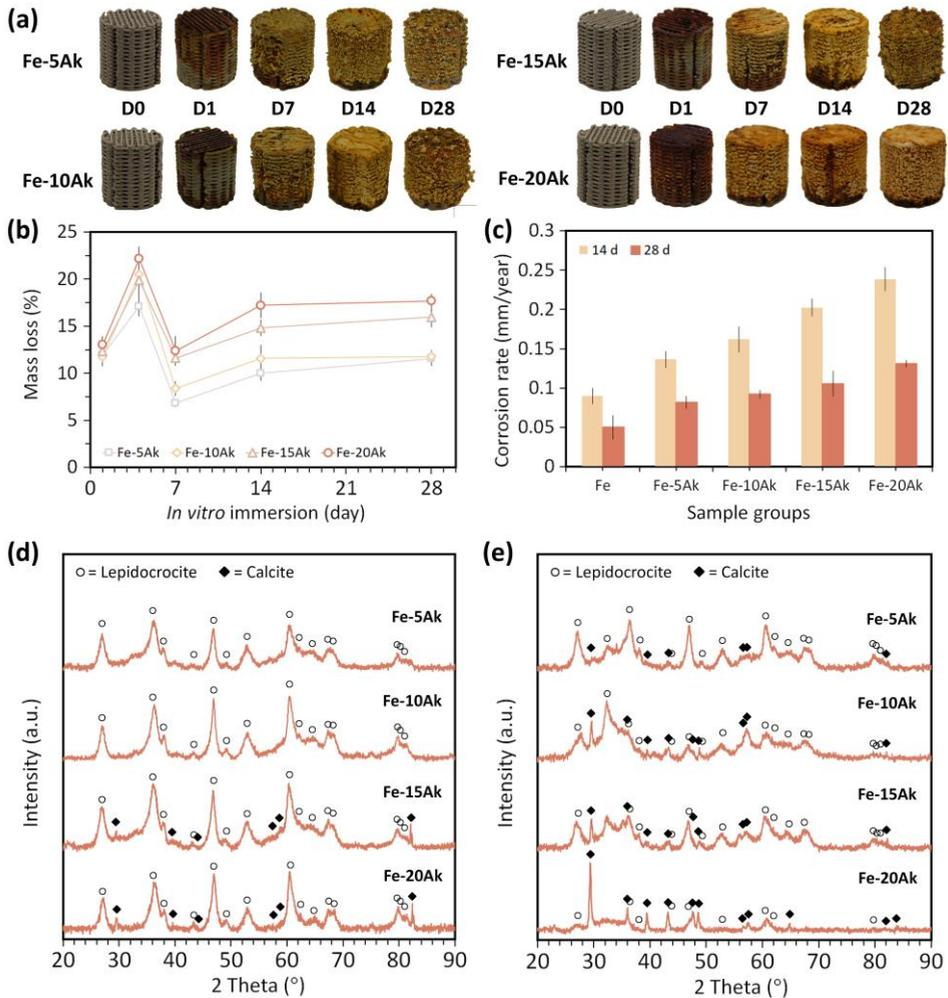 (a)
Fe-5Ak
D0 D1 D7 D14 D28
Fe-10Ak
Fe-15Ak
D0 D1 D7 D14 D28
Fe-20Ak
(b)
25
20
15
10
5
0
Mass loss (%)
Fe-5Ak Fe-10Ak Fe-15Ak Fe-20Ak
0 7 14 21 28
In vitro immersion (day)
(c)
0.3
0.25
0.2
0.15
0.1
0.05
0
Corrosion rate (mm/year)
14 d 28 d
Fe Fe-5Ak Fe-10Ak Fe-15Ak Fe-20Ak
Sample groups
(d)
= Lepidocrocite = Calcite
Fe-5Ak
Fe-10Ak
Fe-15Ak
Fe-20Ak
Intensity (a.u.)
20 30 40 50 60 70 80 90
2 Theta (°)
(e)
= Lepidocrocite = Calcite
Fe-5Ak
Fe-10Ak
Fe-15Ak
Fe-20Ak
Intensity (a.u.)
20 30 40 50 60 70 80 90
2 Theta (°)